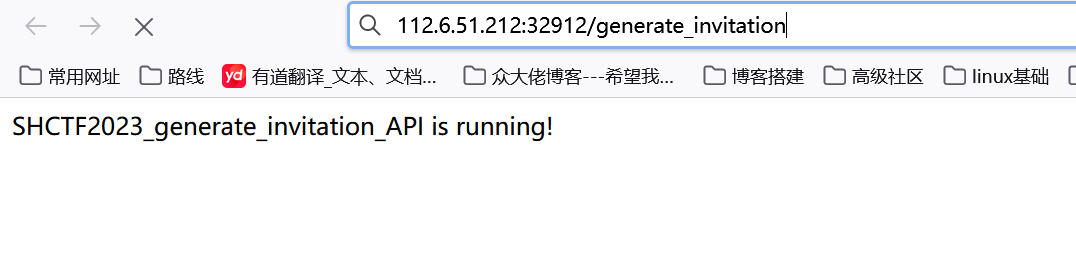 112.6.51.212:32912/generate_invitation
常用网址 路线 yd 有道翻译_文本、文档... 众大佬博客---希望我... 博客搭建 高级社区 linux基础
SHCTF2023_generate_invitation_API is running!